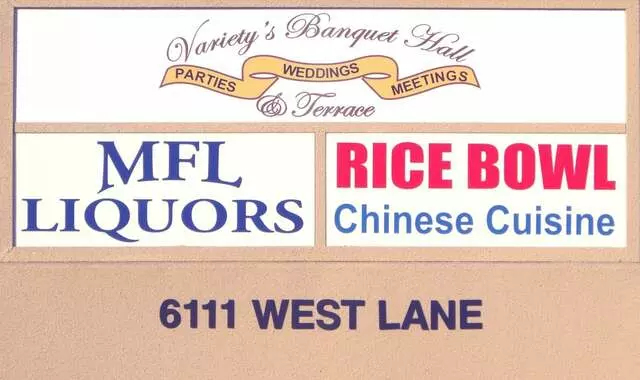 Variety's Banquet Hall
PARTIES WEDDINGS MEETINGS
& Terrace
MFL
LIQUORS
RICE BOWL
Chinese Cuisine
6111 WEST LANE